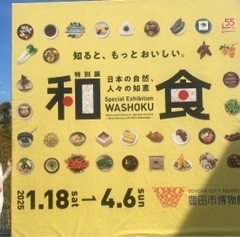 55
知ると、もっとおいしい。
特別展
和食
日本の自然、
人々の知恵
Special Exhibition
WASHOKU
2025
1.18 sat → 4.6 sun
TOYOTA CITY MUSEUM
豊田市博物館